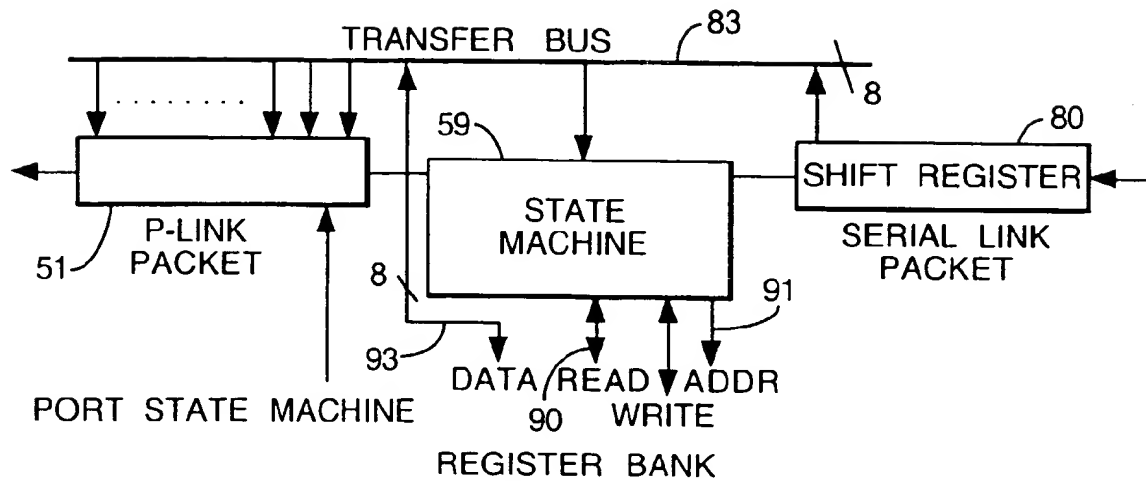 TRANSFER BUS
83
8
59
80
SHIFT REGISTER
STATE
MACHINE
51
P-LINK
PACKET
SERIAL LINK
PACKET
8
91
93
DATA READ ADDR
90
WRITE
PORT STATE MACHINE
REGISTER BANK